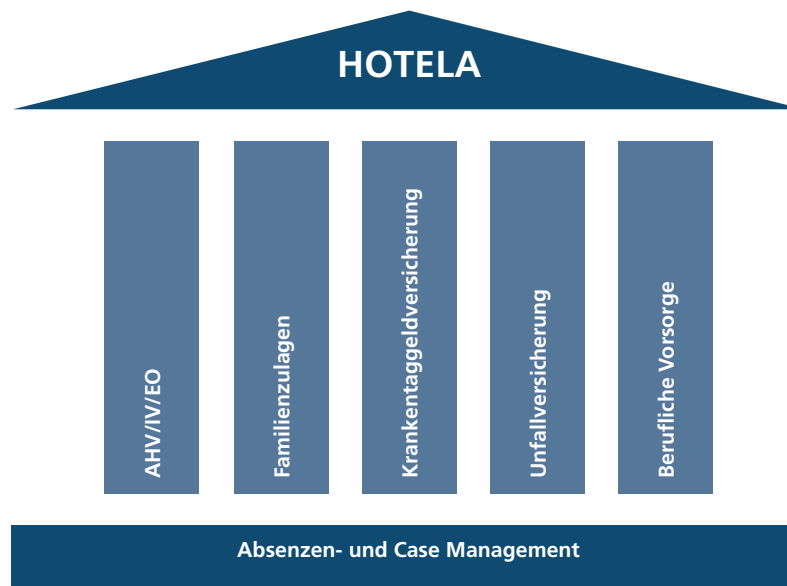 HOTELA
AHV/IV/EO
Familienzulagen
Krankentaggeldversicherung
Unfallversicherung
Berufliche Vorsorge
Absenzen- und Case Management